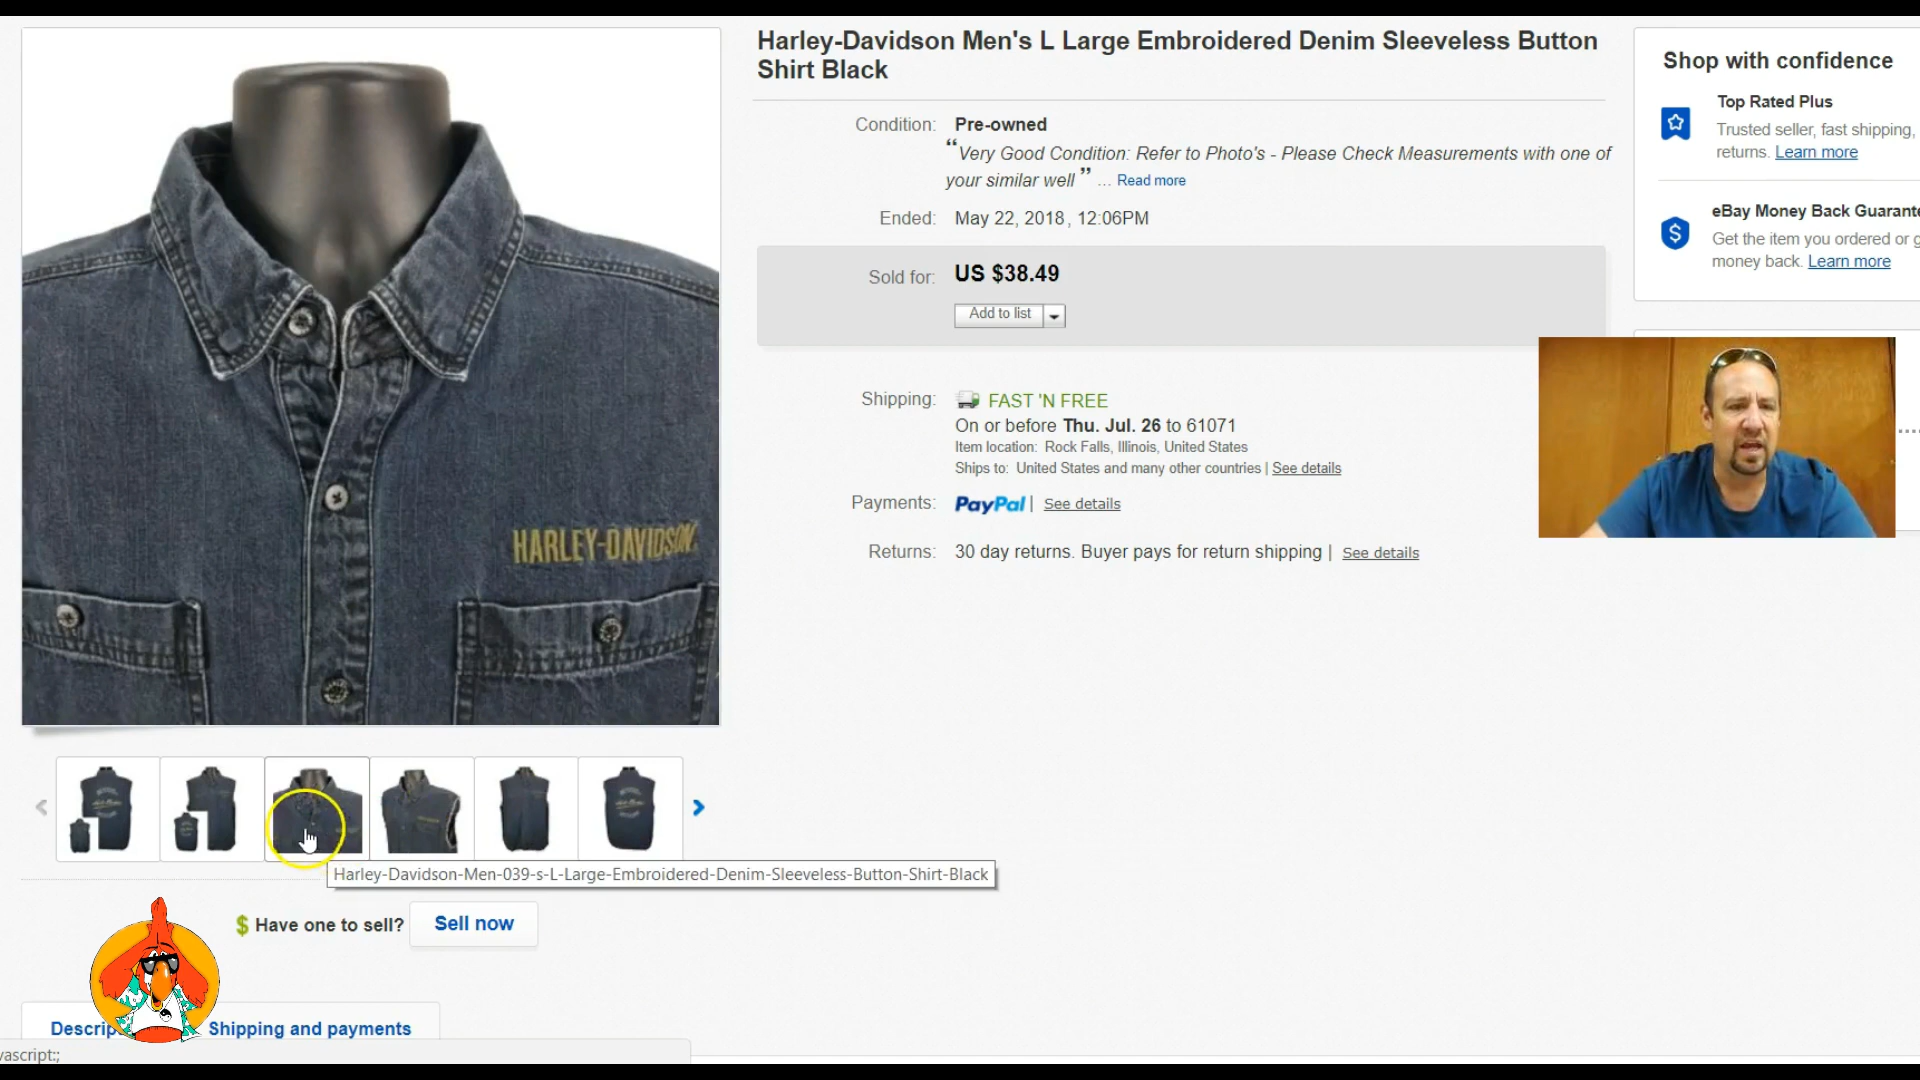 Harley-Davidson Men's L Large Embroidered Denim Sleeveless Button
Shirt Black
Condition: Pre-owned
“Very Good Condition: Refer to Photo's - Please Check Measurements with one of
your similar well ” ... Read more
Ended: May 22, 2018 , 12:06PM
Sold for: US $38.49
Add to list
Shipping: FAST 'N FREE
On or before Thu. Jul. 26 to 61071
Item location: Rock Falls, Illinois, United States
Ships to: United States and many other countries | See details
Payments: PayPal | See details
Returns: 30 day returns. Buyer pays for return shipping | See details
Shop with confidence
Top Rated Plus
Trusted seller, fast shipping,
returns. Learn more
eBay Money Back Guarante
Get the item you ordered or g
money back. Learn more
HARLEY-DAVIDSON
Harley-Davidson-Men-039-s-L-Large-Embroidered-Denim-Sleeveless-Button-Shirt-Black
$ Have one to sell? Sell now
Descrip
Shipping and payments
vascript:;